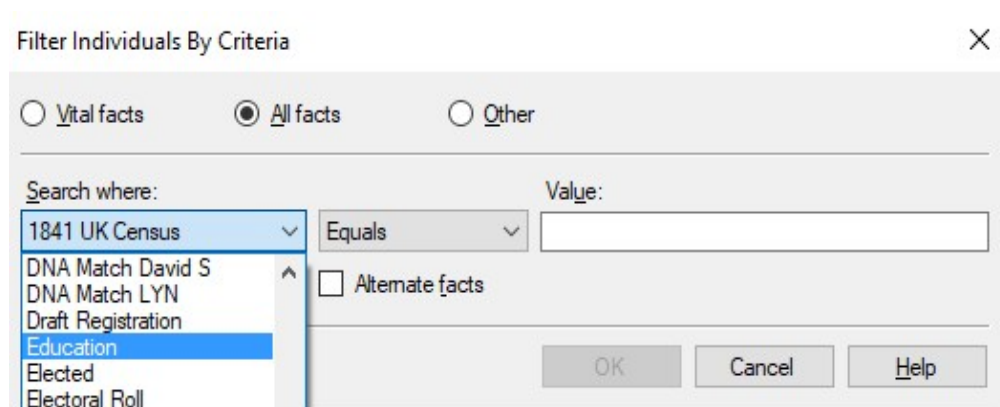 Filter Individuals By Criteria
Vital facts All facts Other
Search where: Value:
1841 UK Census Equals
DNA Match David S
DNA Match LYN
Alternate facts
Draft Registration
Education
Elected
Electoral Roll
OK Cancel Help